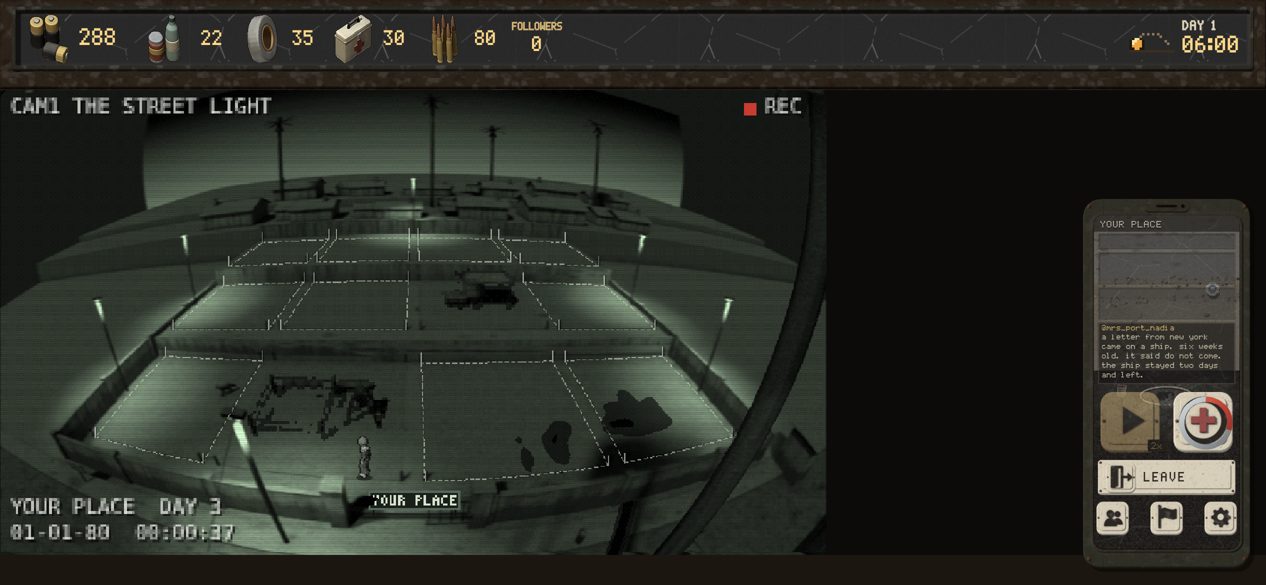 288
22
35
30
80
FOLLOWERS
0
DAY 1
06:00
CAM1 THE STREET LIGHT
REC
YOUR PLACE
@mrs_port_nadia
a letter from new york
came on a ship. six weeks
old. it said do not come.
the ship stayed two days
and left.
2x
LEAVE
YOUR PLACE
YOUR PLACE DAY 3
01-01-80 00:00:37